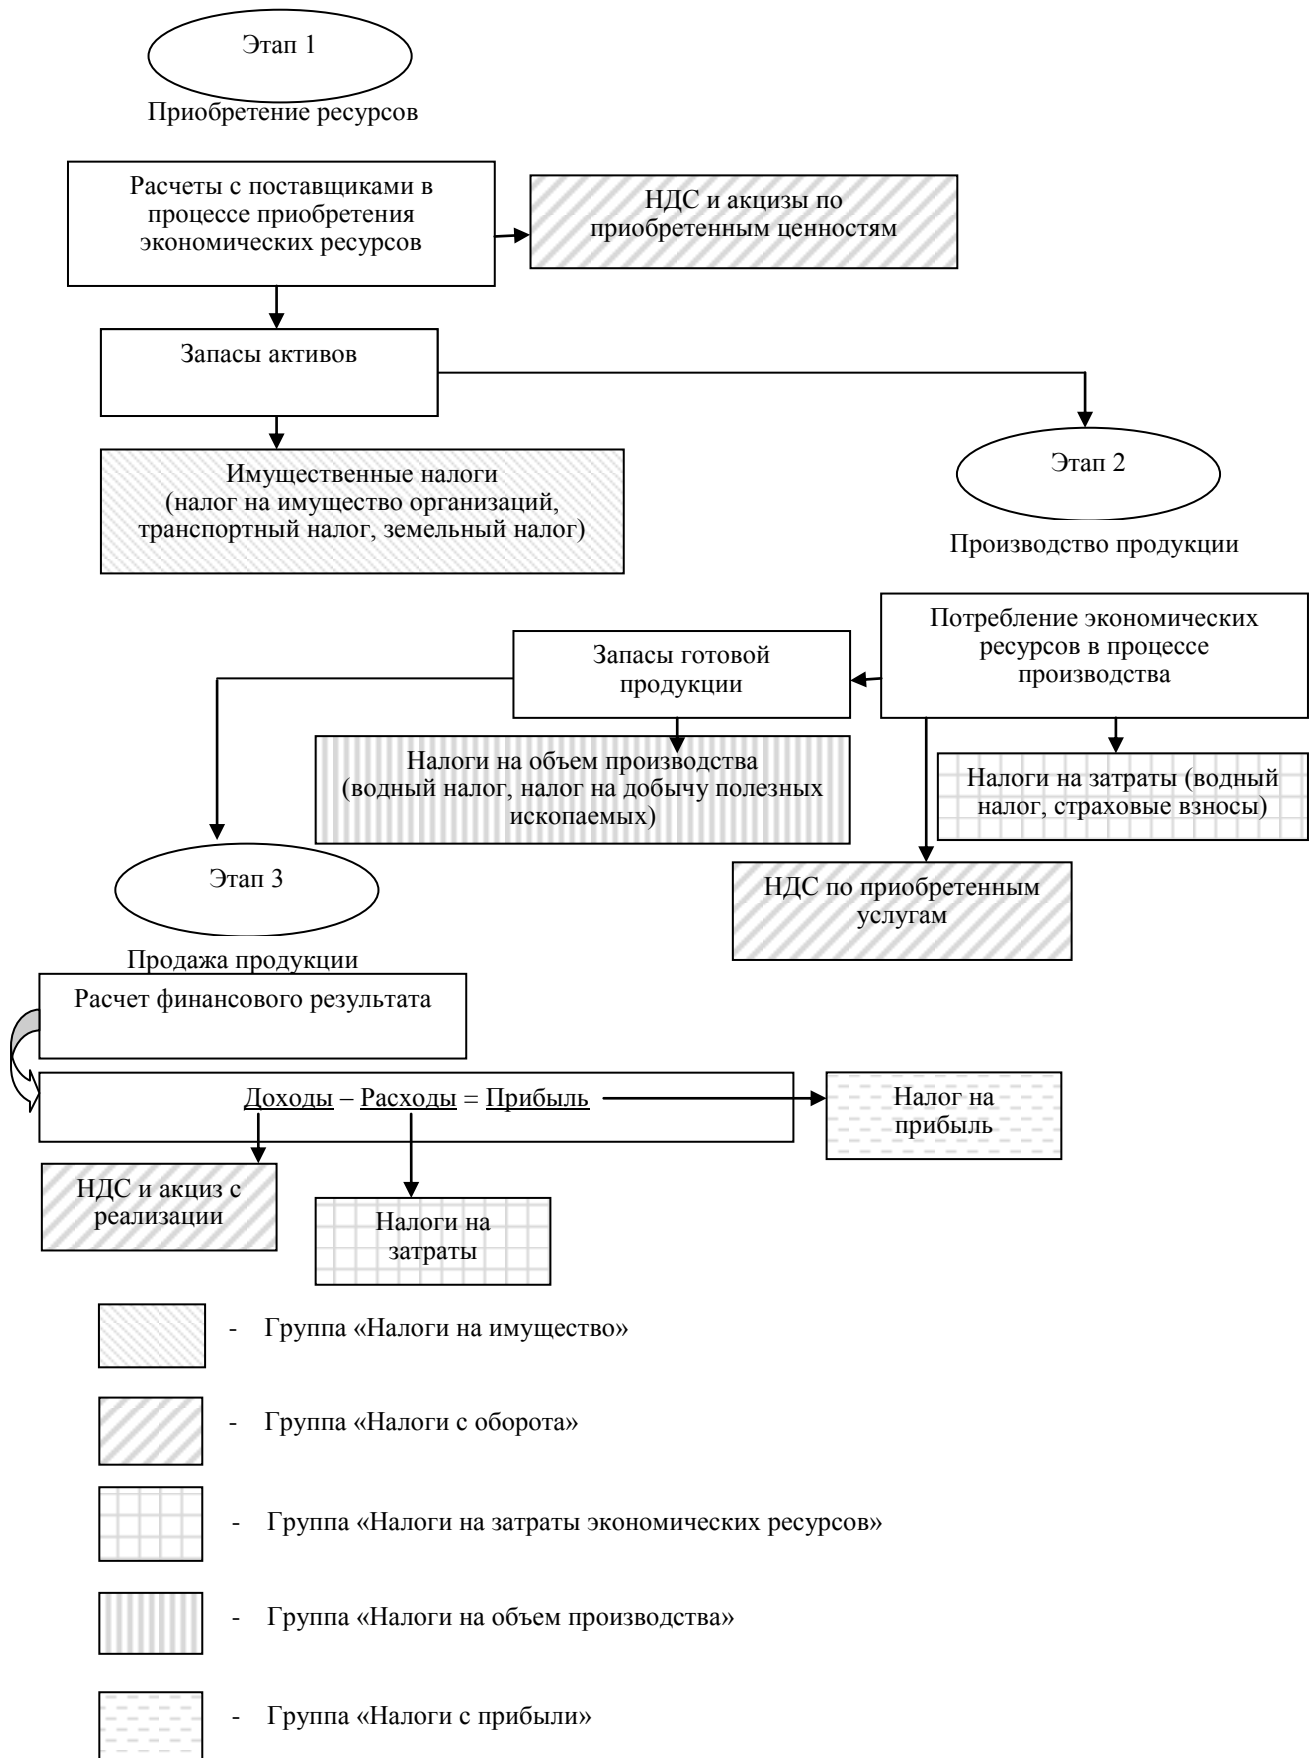 Этап 1
Приобретение ресурсов
Расчеты с поставщиками в
процессе приобретения
экономических ресурсов
НДС и акцизы по
приобретенным ценностям
Запасы активов
Имущественные налоги
(налог на имущество организаций,
транспортный налог, земельный налог)
Этап 2
Производство продукции
Потребление экономических
ресурсов в процессе
производства
Запасы готовой
продукции
Налоги на объем производства
(водный налог, налог на добычу полезных
ископаемых)
Налоги на затраты (водный
налог, страховые взносы)
НДС по приобретенным
услугам
Этап 3
Продажа продукции
Расчет финансового результата
Доходы – Расходы = Прибыль
Налог на
прибыль
НДС и акциз с
реализации
Налоги на
затраты
- Группа «Налоги на имущество»
- Группа «Налоги с оборота»
- Группа «Налоги на затраты экономических ресурсов»
- Группа «Налоги на объем производства»
- Группа «Налоги с прибыли»